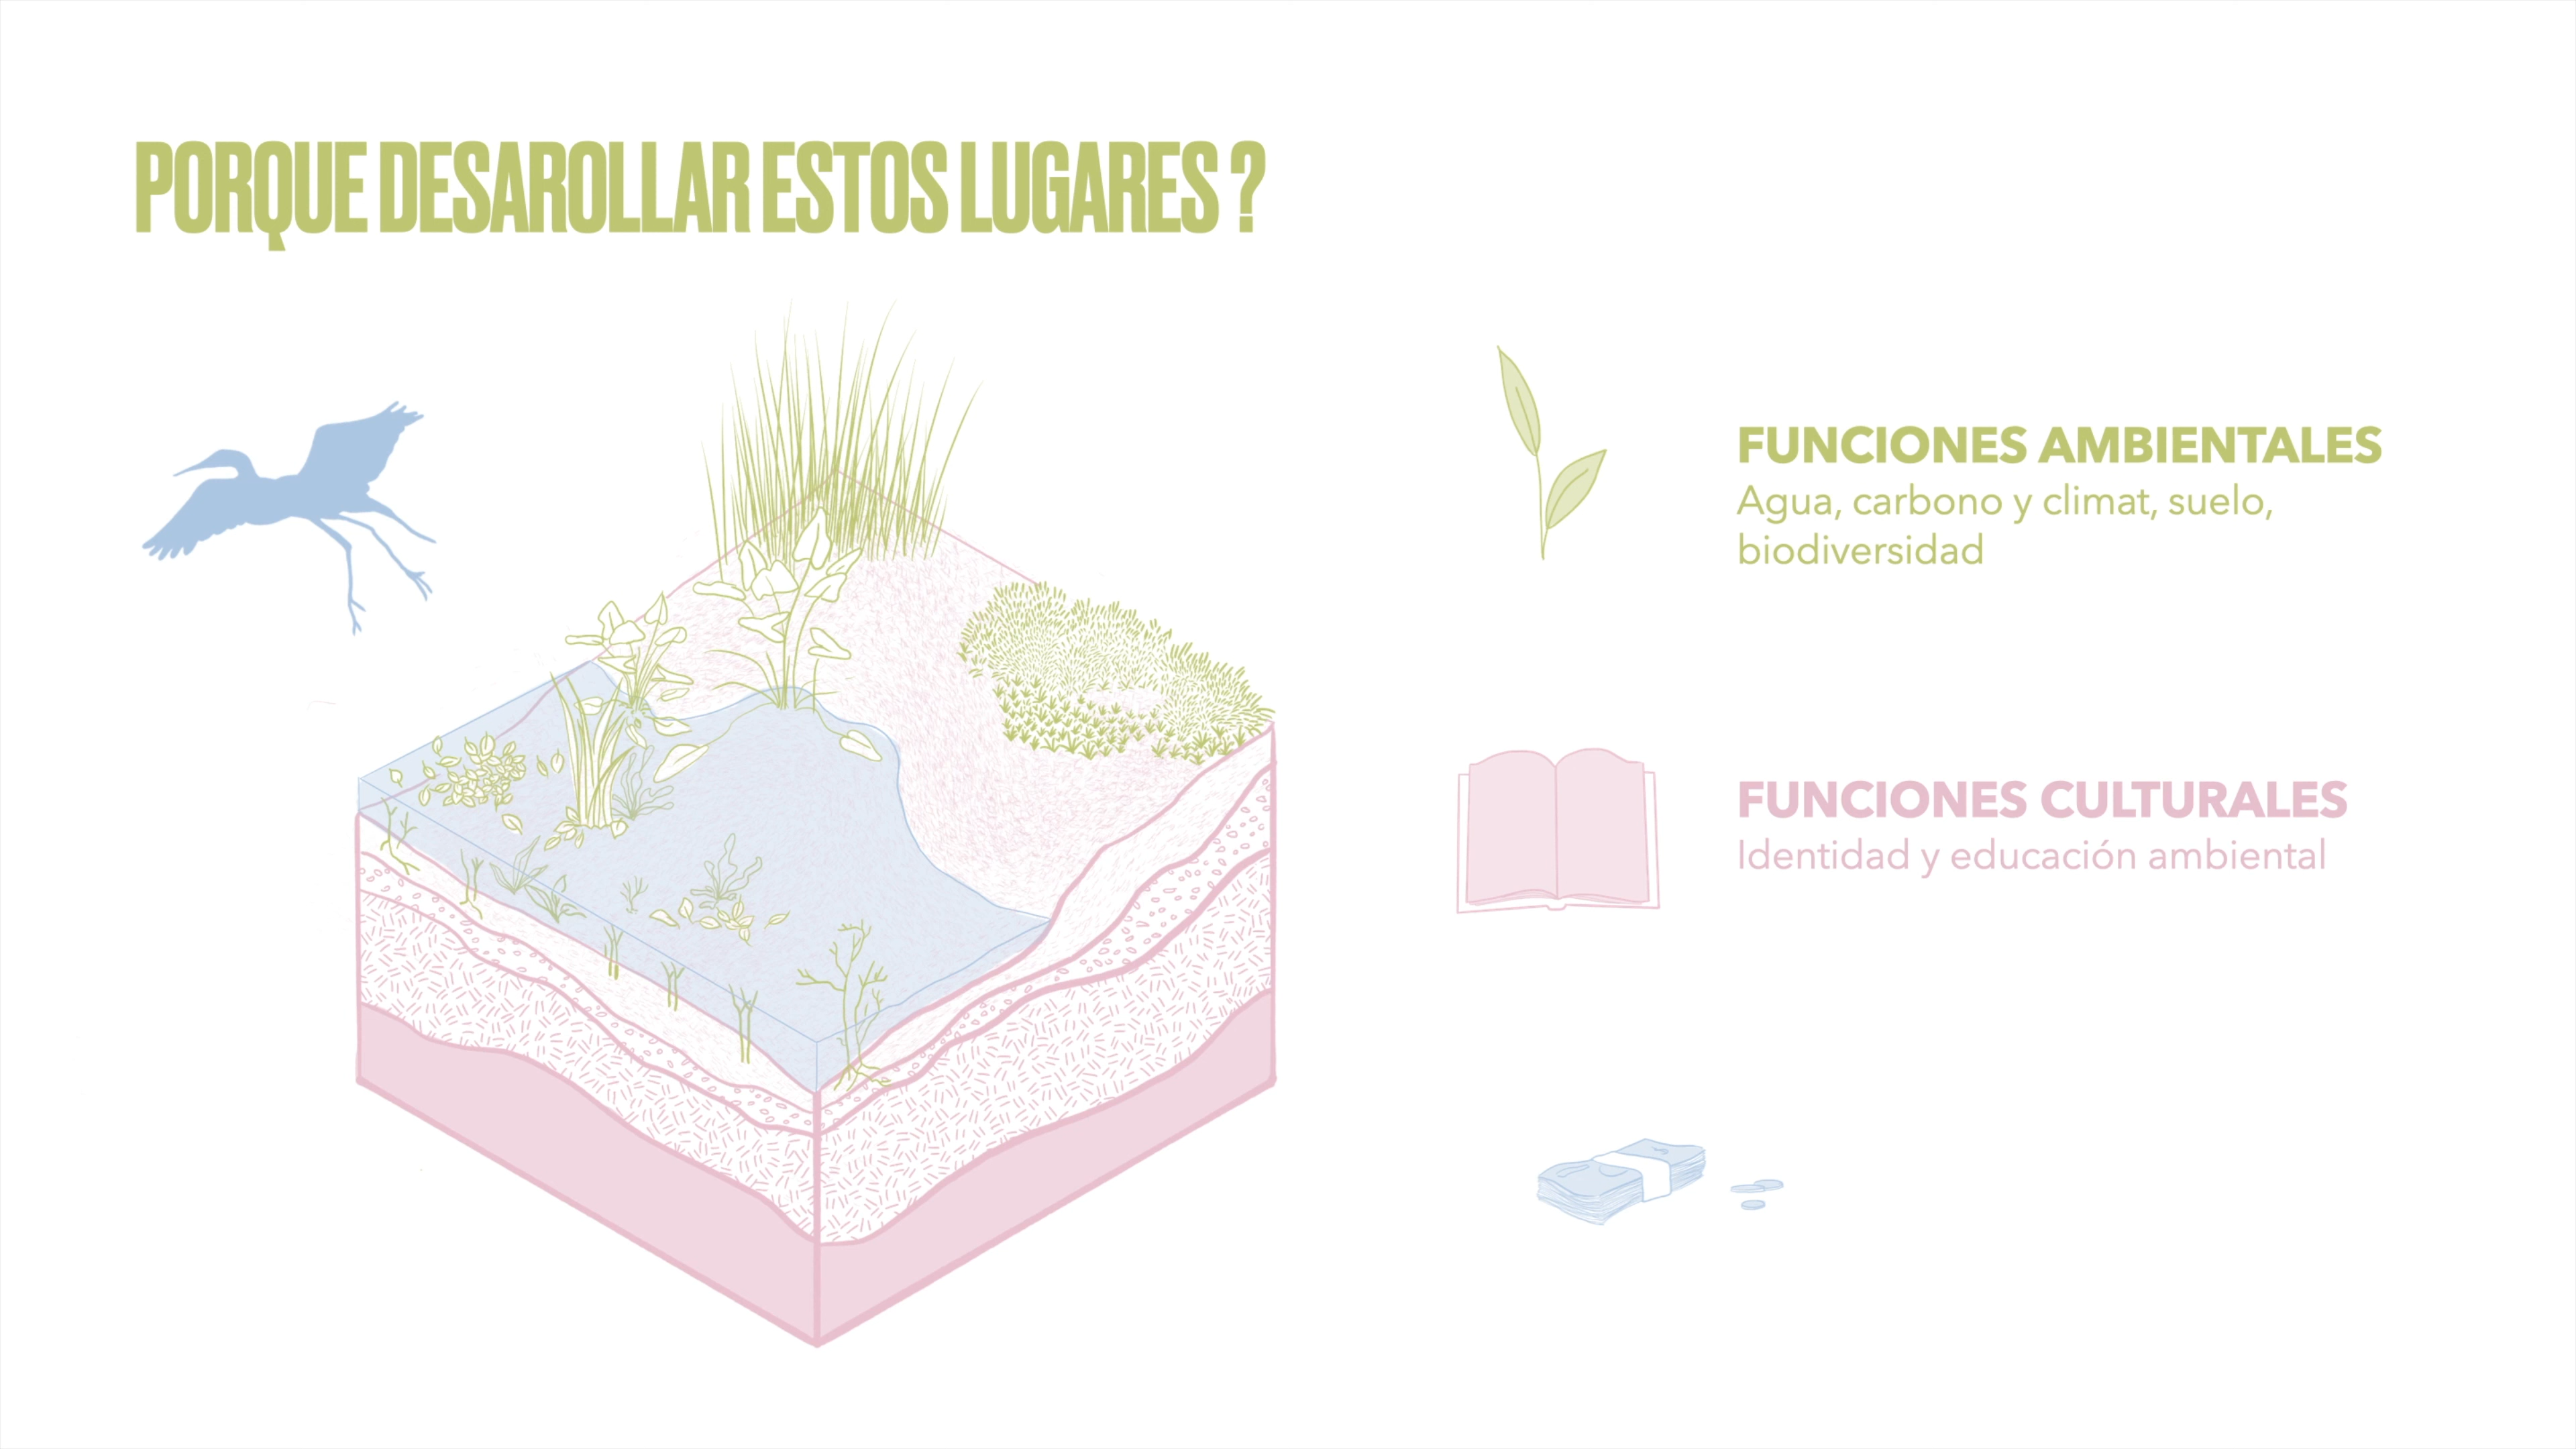 PORQUE DESAROLLAR ESTOS LUGARES ?
FUNCIONES AMBIENTALES
Agua, carbono y climat, suelo,
biodiversidad
FUNCIONES CULTURALES
Identidad y educación ambiental